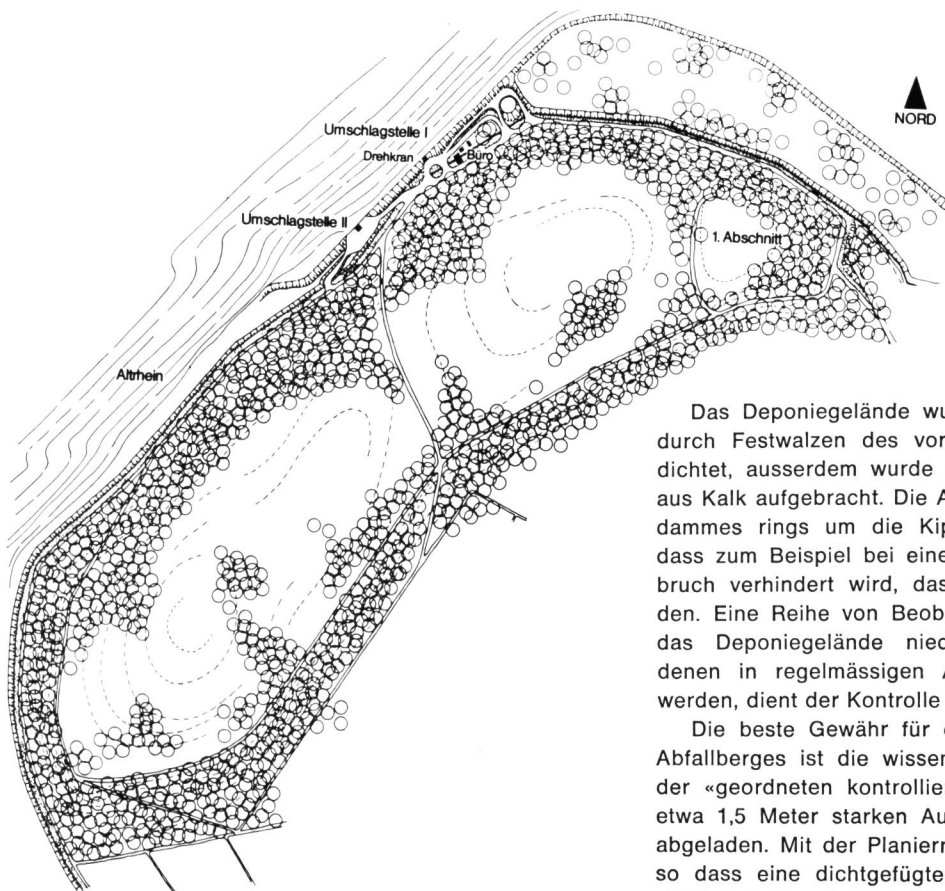 NORD
Umschlagstelle I
Drehkran
Büro
Umschlagstelle II
1. Abschnitt
Altrhein
Das Deponiegelände wu
durch Festwalzen des vor
dichtet, ausserdem wurde
aus Kalk aufgebracht. Die A
dammes rings um die Kip
dass zum Beispiel bei eine
bruch verhindert wird, das
den. Eine Reihe von Beob
das Deponiegelände nied
denen in regelmässigen A
werden, dient der Kontrolle
Die beste Gewähr für
Abfallberges ist die wisser
der «geordneten kontrollie
etwa 1,5 Meter starken Au
abgeladen. Mit der Planierr
so dass eine dichtgefügte